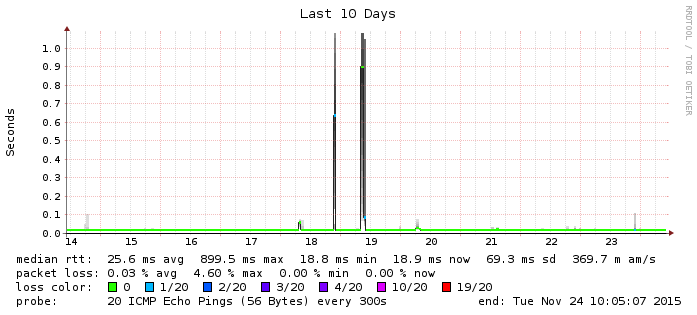 Last 10 Days
RRDTOOL / TOBI OETIKER
Seconds
1.0
0.9
0.8
0.7
0.6
0.5
0.4
0.3
0.2
0.1
0.0
14 15 16 17 18 19 20 21 22 23
median rtt: 25.6 ms avg 899.5 ms max 18.8 ms min 18.9 ms now 69.3 ms sd 369.7 m am/s
packet loss: 0.03 % avg 4.60 % max 0.00 % min 0.00 % now
loss color: 0 1/20 2/20 3/20 4/20 10/20 19/20
probe: 20 ICMP Echo Pings (56 Bytes) every 300s end: Tue Nov 24 10:05:07 2015